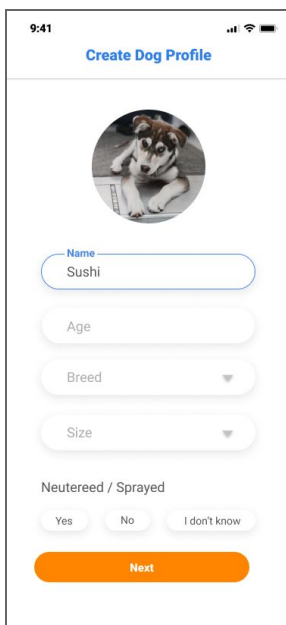 9:41
Create Dog Profile
Name
Sushi
Age
Breed
Size
Neutereed / Sprayed
Yes No I don't know
Next